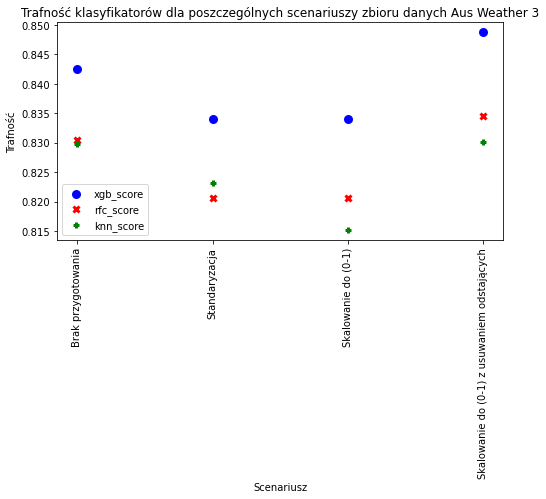 Trafność klasyfikatorów dla poszczególnych scenariuszy zbioru danych Aus Weather 3
0.850
0.845
0.840
0.835
0.830
0.825
0.820
0.815
Trafność
xgb_score
rfc_score
knn_score
Brak przygotowania
Standaryzacja
Skalowanie do (0-1)
Skalowanie do (0-1) z usuwaniem odstających
Scenariusz